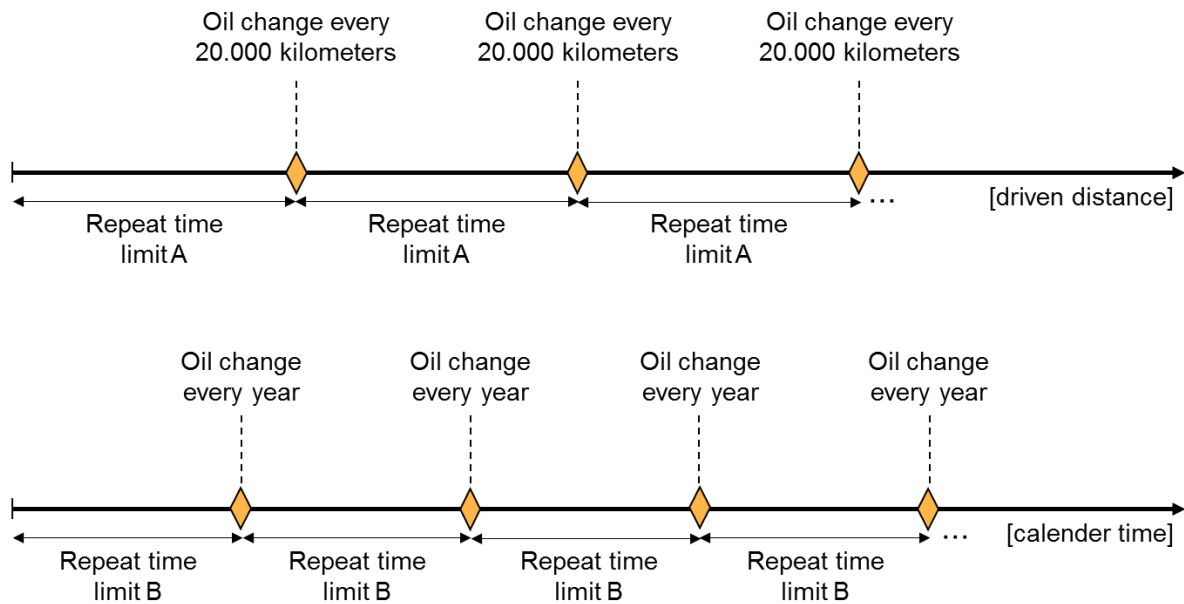 Oil change every
20.000 kilometers
Oil change every
20.000 kilometers
Oil change every
20.000 kilometers
...
[driven distance]
Repeat time
limit A
Repeat time
limit A
Repeat time
limit A
Oil change
every year
Oil change
every year
Oil change
every year
Oil change
every year
...
[calender time]
Repeat time
limit B
Repeat time
limit B
Repeat time
limit B
Repeat time
limit B